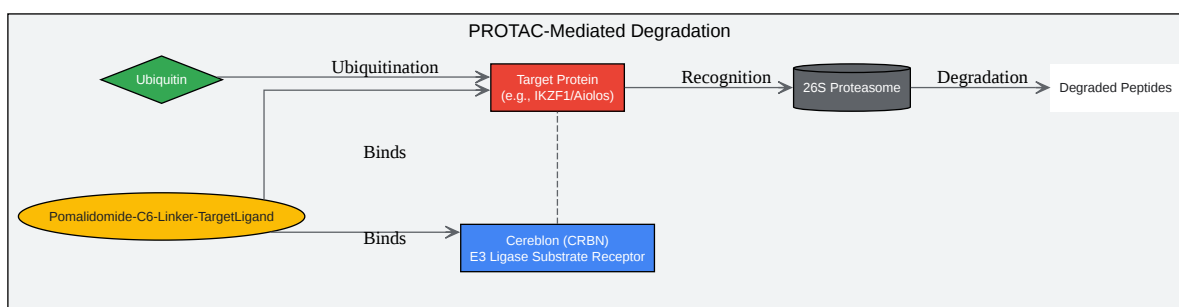 PROTAC-Mediated Degradation
Ubiquitin
Ubiquitination
Target Protein
(e.g., IKZF1/Aiolos)
Recognition
26S Proteasome
Degradation
Degraded Peptides
Binds
Pomalidomide-C6-Linker-TargetLigand
Binds
Cereblon (CRBN)
E3 Ligase Substrate Receptor